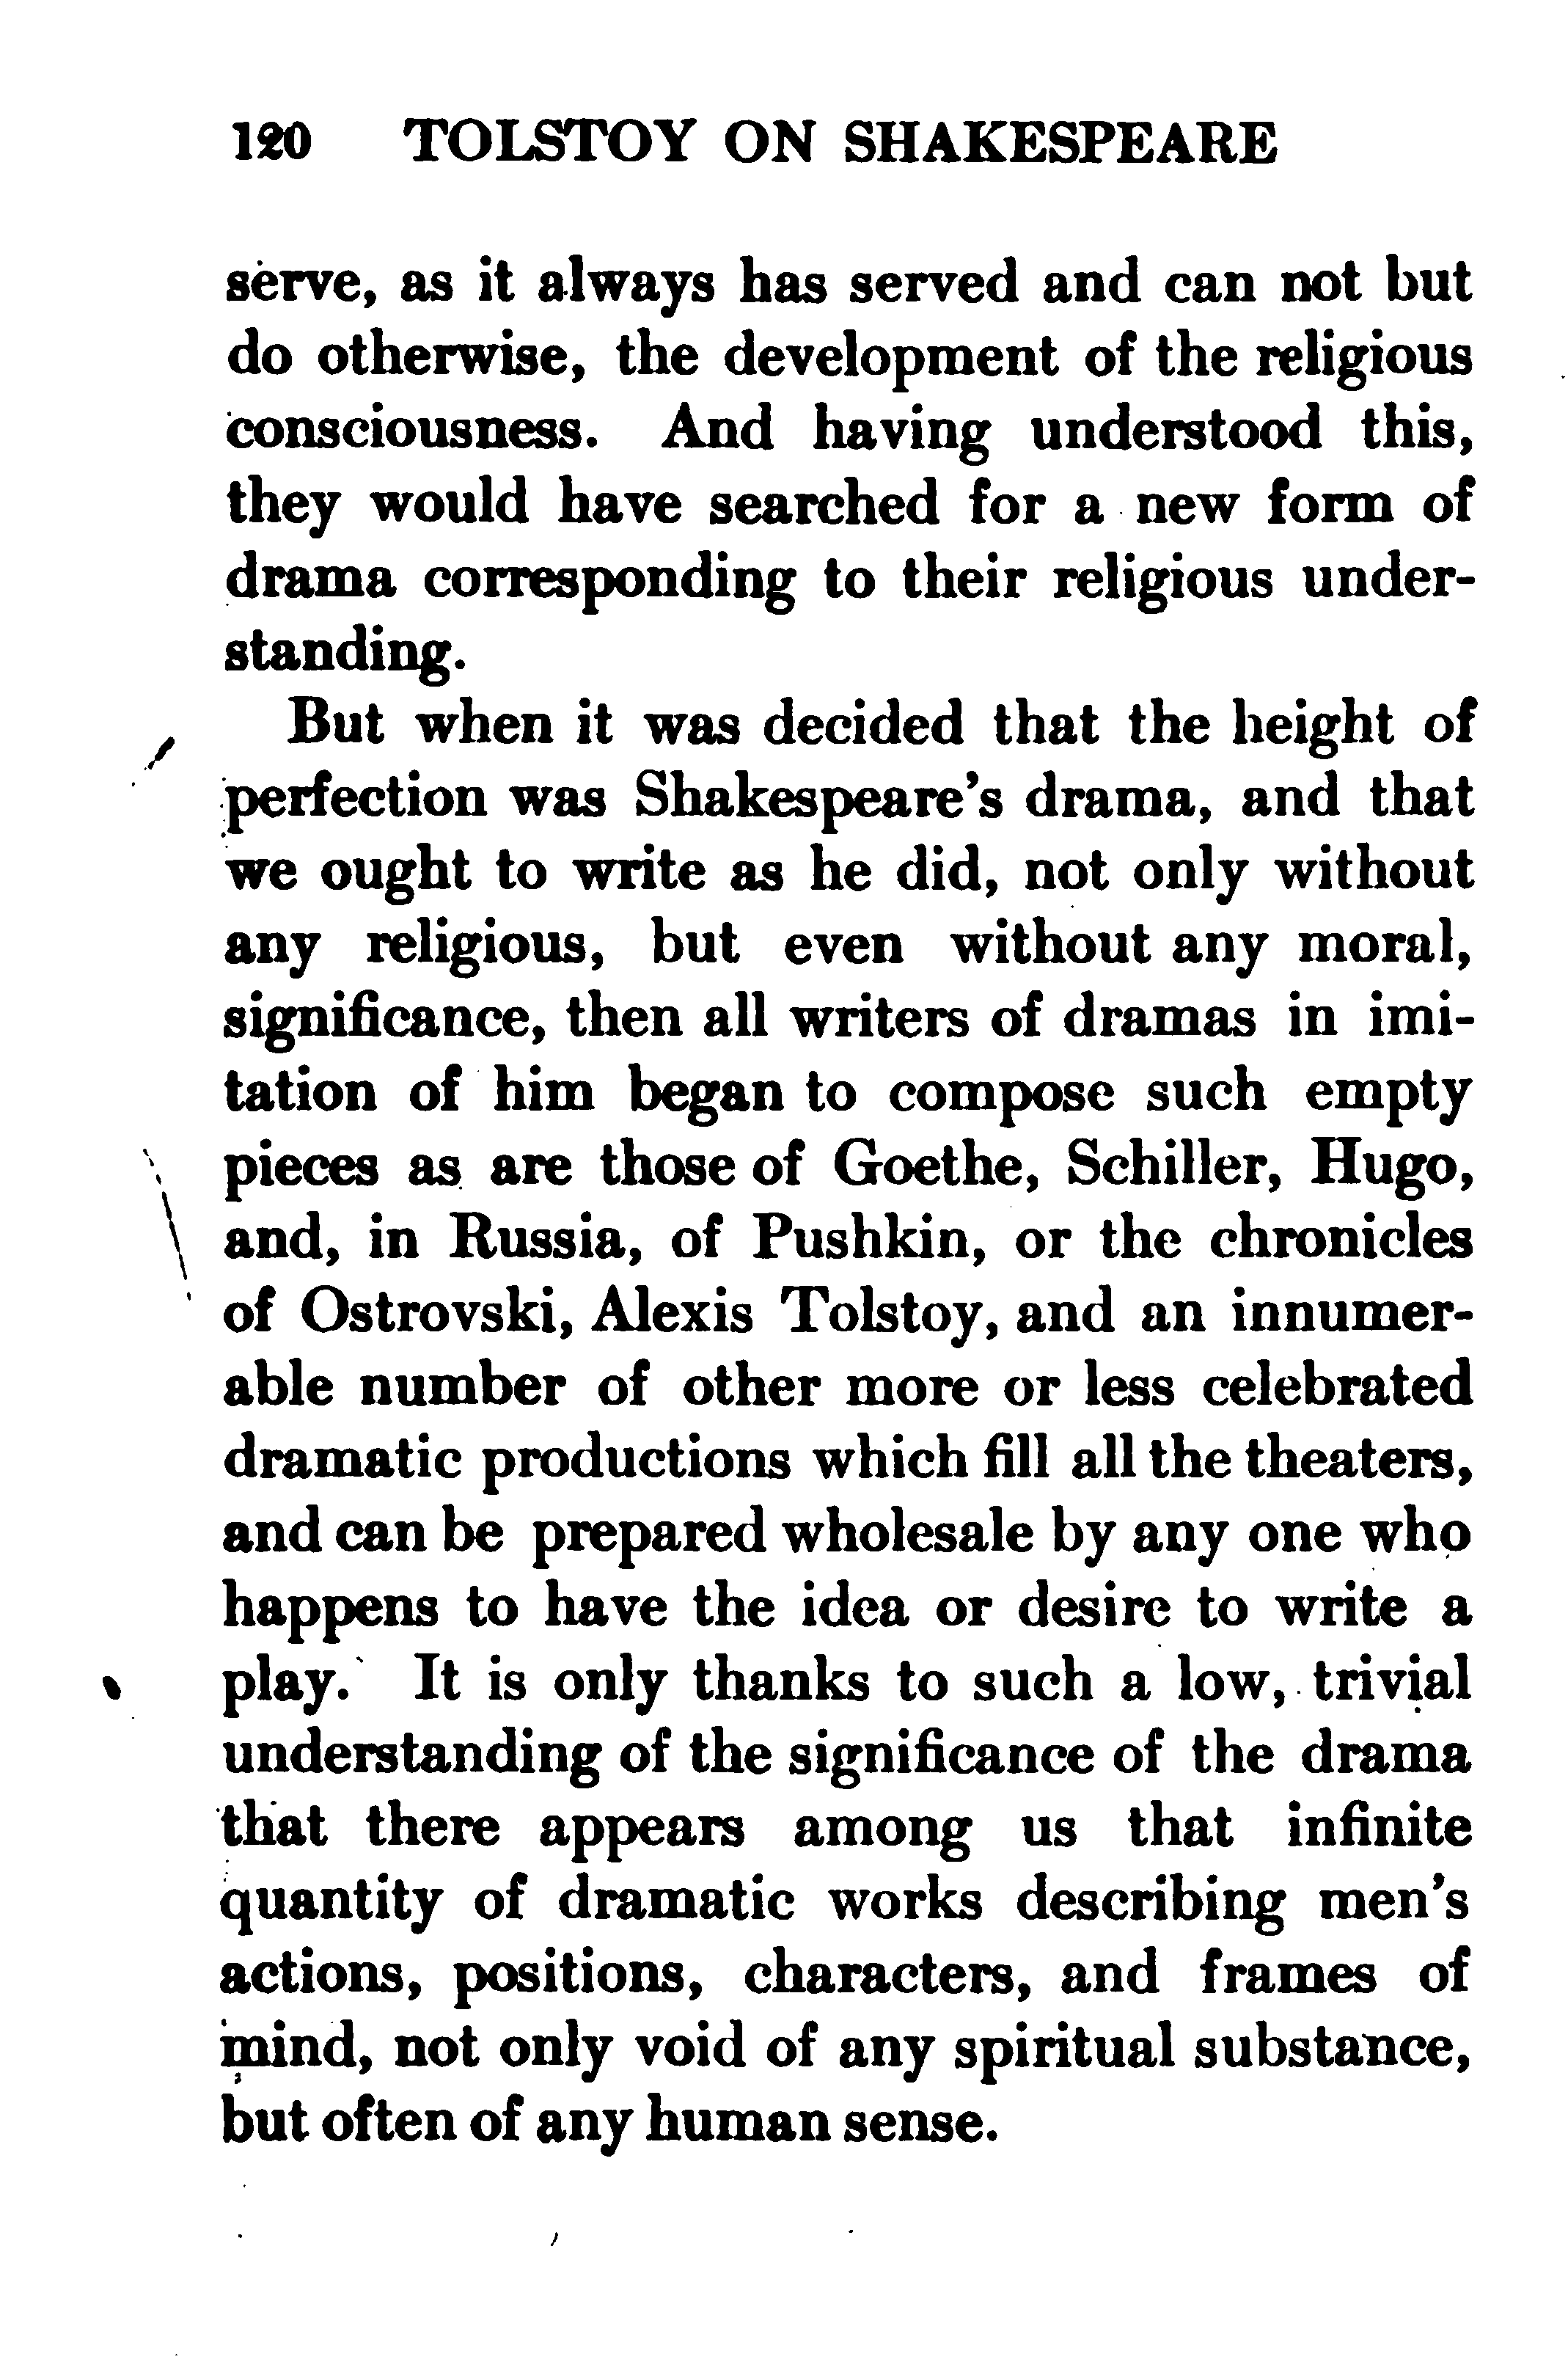 120 TOLSTOY ON SHAKESPEARE
serve, as it always has served and can not but
do otherwise, the development of the religious
consciousness. And having understood this,
they would have searched for a new form of
drama corresponding to their religious under-
standing.
But when it was decided that the height of
perfection was Shakespeare's drama, and that
we ought to write as he did, not only without
any religious, but even without any moral,
significance, then all writers of dramas in imi-
tation of him began to compose such empty
pieces as are those of Goethe, Schiller, Hugo,
and, in Russia, of Pushkin, or the chronicles
of Ostrovski, Alexis Tolstoy, and an innumer-
able number of other more or less celebrated
dramatic productions which fill all the theaters,
and can be prepared wholesale by any one who
happens to have the idea or desire to write a
play. It is only thanks to such a low, trivial
understanding of the significance of the drama
that there appears among us that infinite
quantity of dramatic works describing men's
actions, positions, characters, and frames of
mind, not only void of any spiritual substance,
but often of any human sense.